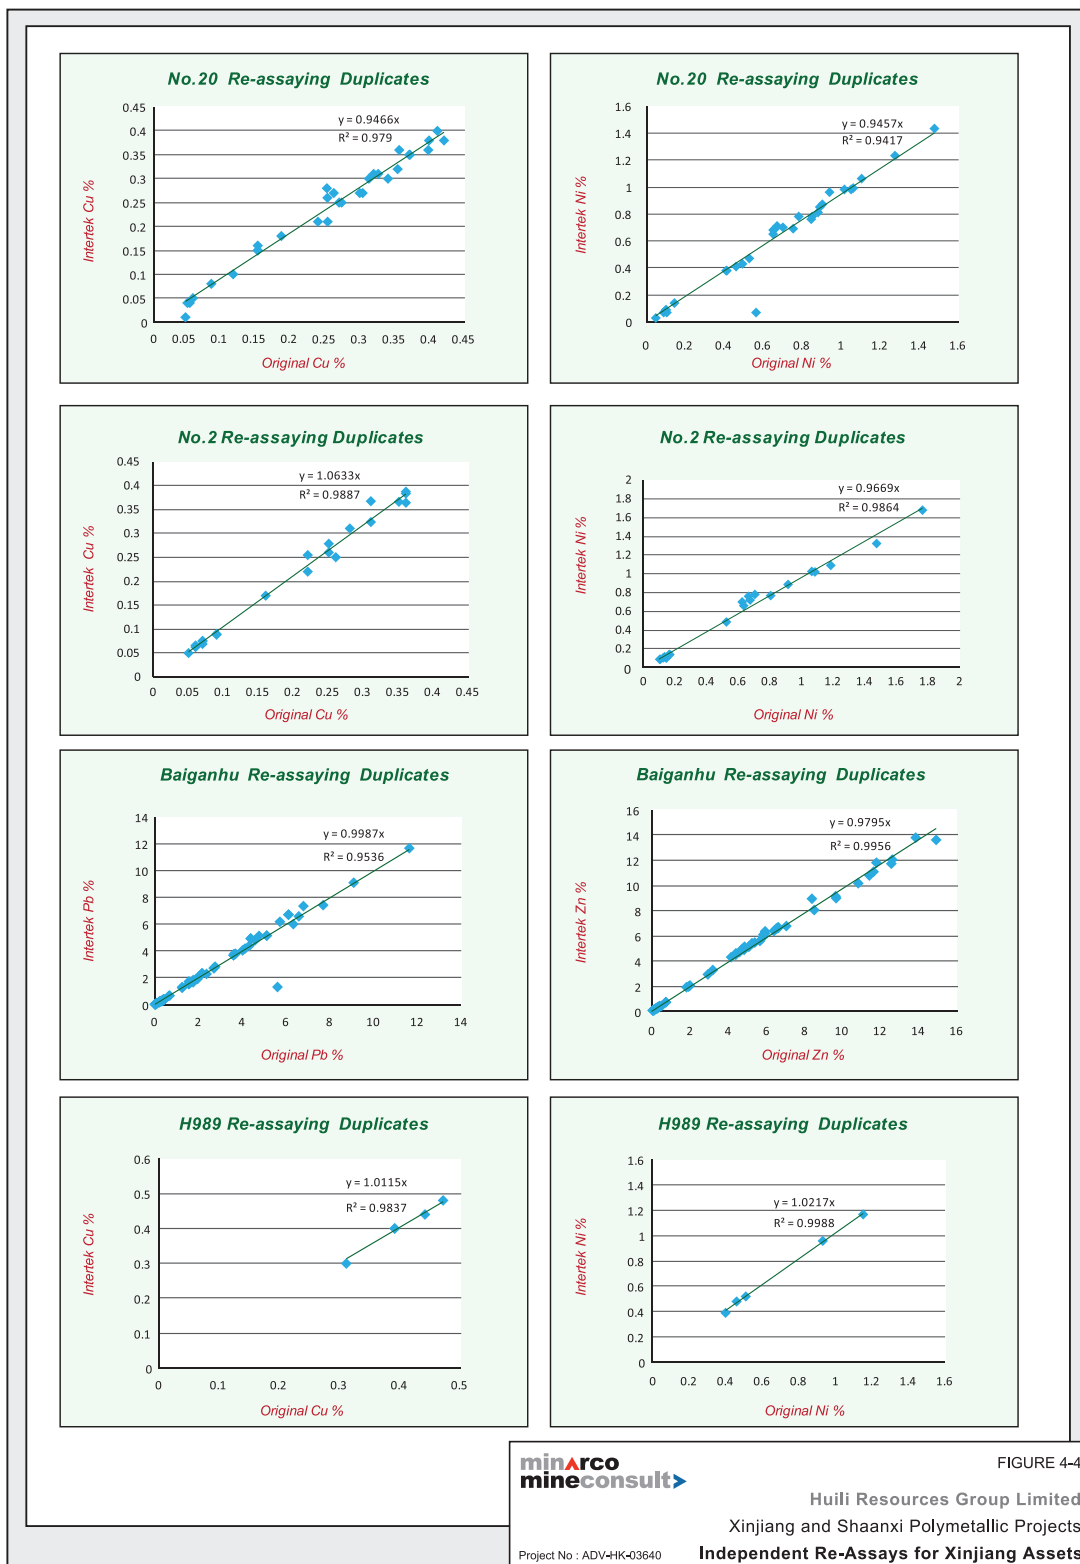 No.20 Re-assaying Duplicates
0.45
0.4
0.35
0.3
0.25
0.2
0.15
0.1
0.05
0
Intertek Cu %
y = 0.9466x
R² = 0.979
0 0.05 0.1 0.15 0.2 0.25 0.3 0.35 0.4 0.45
Original Cu %
No.20 Re-assaying Duplicates
1.6
1.4
1.2
1
0.8
0.6
0.4
0.2
0
Intertek Ni %
y = 0.9457x
R² = 0.9417
0 0.2 0.4 0.6 0.8 1 1.2 1.4 1.6
Original Ni %
No.2 Re-assaying Duplicates
0.45
0.4
0.35
0.3
0.25
0.2
0.15
0.1
0.05
0
Intertek Cu %
y = 1.0633x
R² = 0.9887
0 0.05 0.1 0.15 0.2 0.25 0.3 0.35 0.4 0.45
Original Cu %
No.2 Re-assaying Duplicates
2
1.8
1.6
1.4
1.2
1
0.8
0.6
0.4
0.2
0
Intertek Ni %
y = 0.9669x
R² = 0.9864
0 0.2 0.4 0.6 0.8 1 1.2 1.4 1.6 1.8 2
Original Ni %
Baiganhu Re-assaying Duplicates
14
12
10
8
6
4
2
0
Intertek Pb %
y = 0.9987x
R² = 0.9536
0 2 4 6 8 10 12 14
Original Pb %
Baiganhu Re-assaying Duplicates
16
14
12
10
8
6
4
2
0
Intertek Zn %
y = 0.9795x
R² = 0.9956
0 2 4 6 8 10 12 14 16
Original Zn %
H989 Re-assaying Duplicates
0.6
0.5
0.4
0.3
0.2
0.1
0
Intertek Cu %
y = 1.0115x
R² = 0.9837
0 0.1 0.2 0.3 0.4 0.5
Original Cu %
H989 Re-assaying Duplicates
1.6
1.4
1.2
1
0.8
0.6
0.4
0.2
0
Intertek Ni %
y = 1.0217x
R² = 0.9988
0 0.2 0.4 0.6 0.8 1 1.2 1.4 1.6
Original Ni %
minarco
mineconsult
FIGURE 4-4
Huili Resources Group Limited
Xinjiang and Shaanxi Polymetallic Projects
Project No : ADV-HK-03640
Independent Re-Assays for Xinjiang Assets